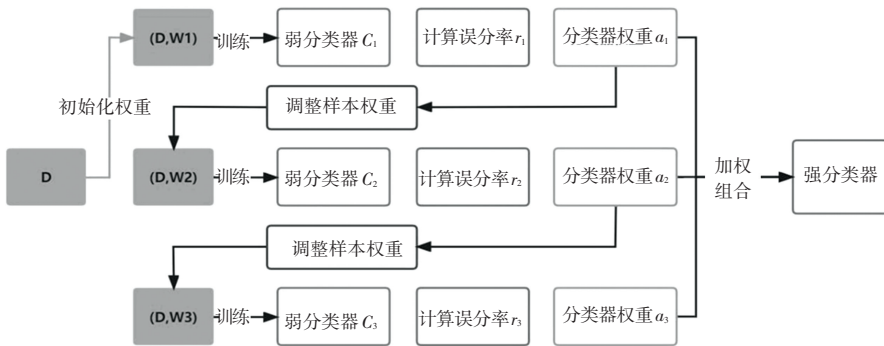 (D,W1)
训练
弱分类器 C₁
计算误分率 r₁
分类器权重 a₁
初始化权重
调整样本权重
D
(D,W2)
训练
弱分类器 C₂
计算误分率 r₂
分类器权重 a₂
加权
组合
强分类器
调整样本权重
(D,W3)
训练
弱分类器 C₃
计算误分率 r₃
分类器权重 a₃